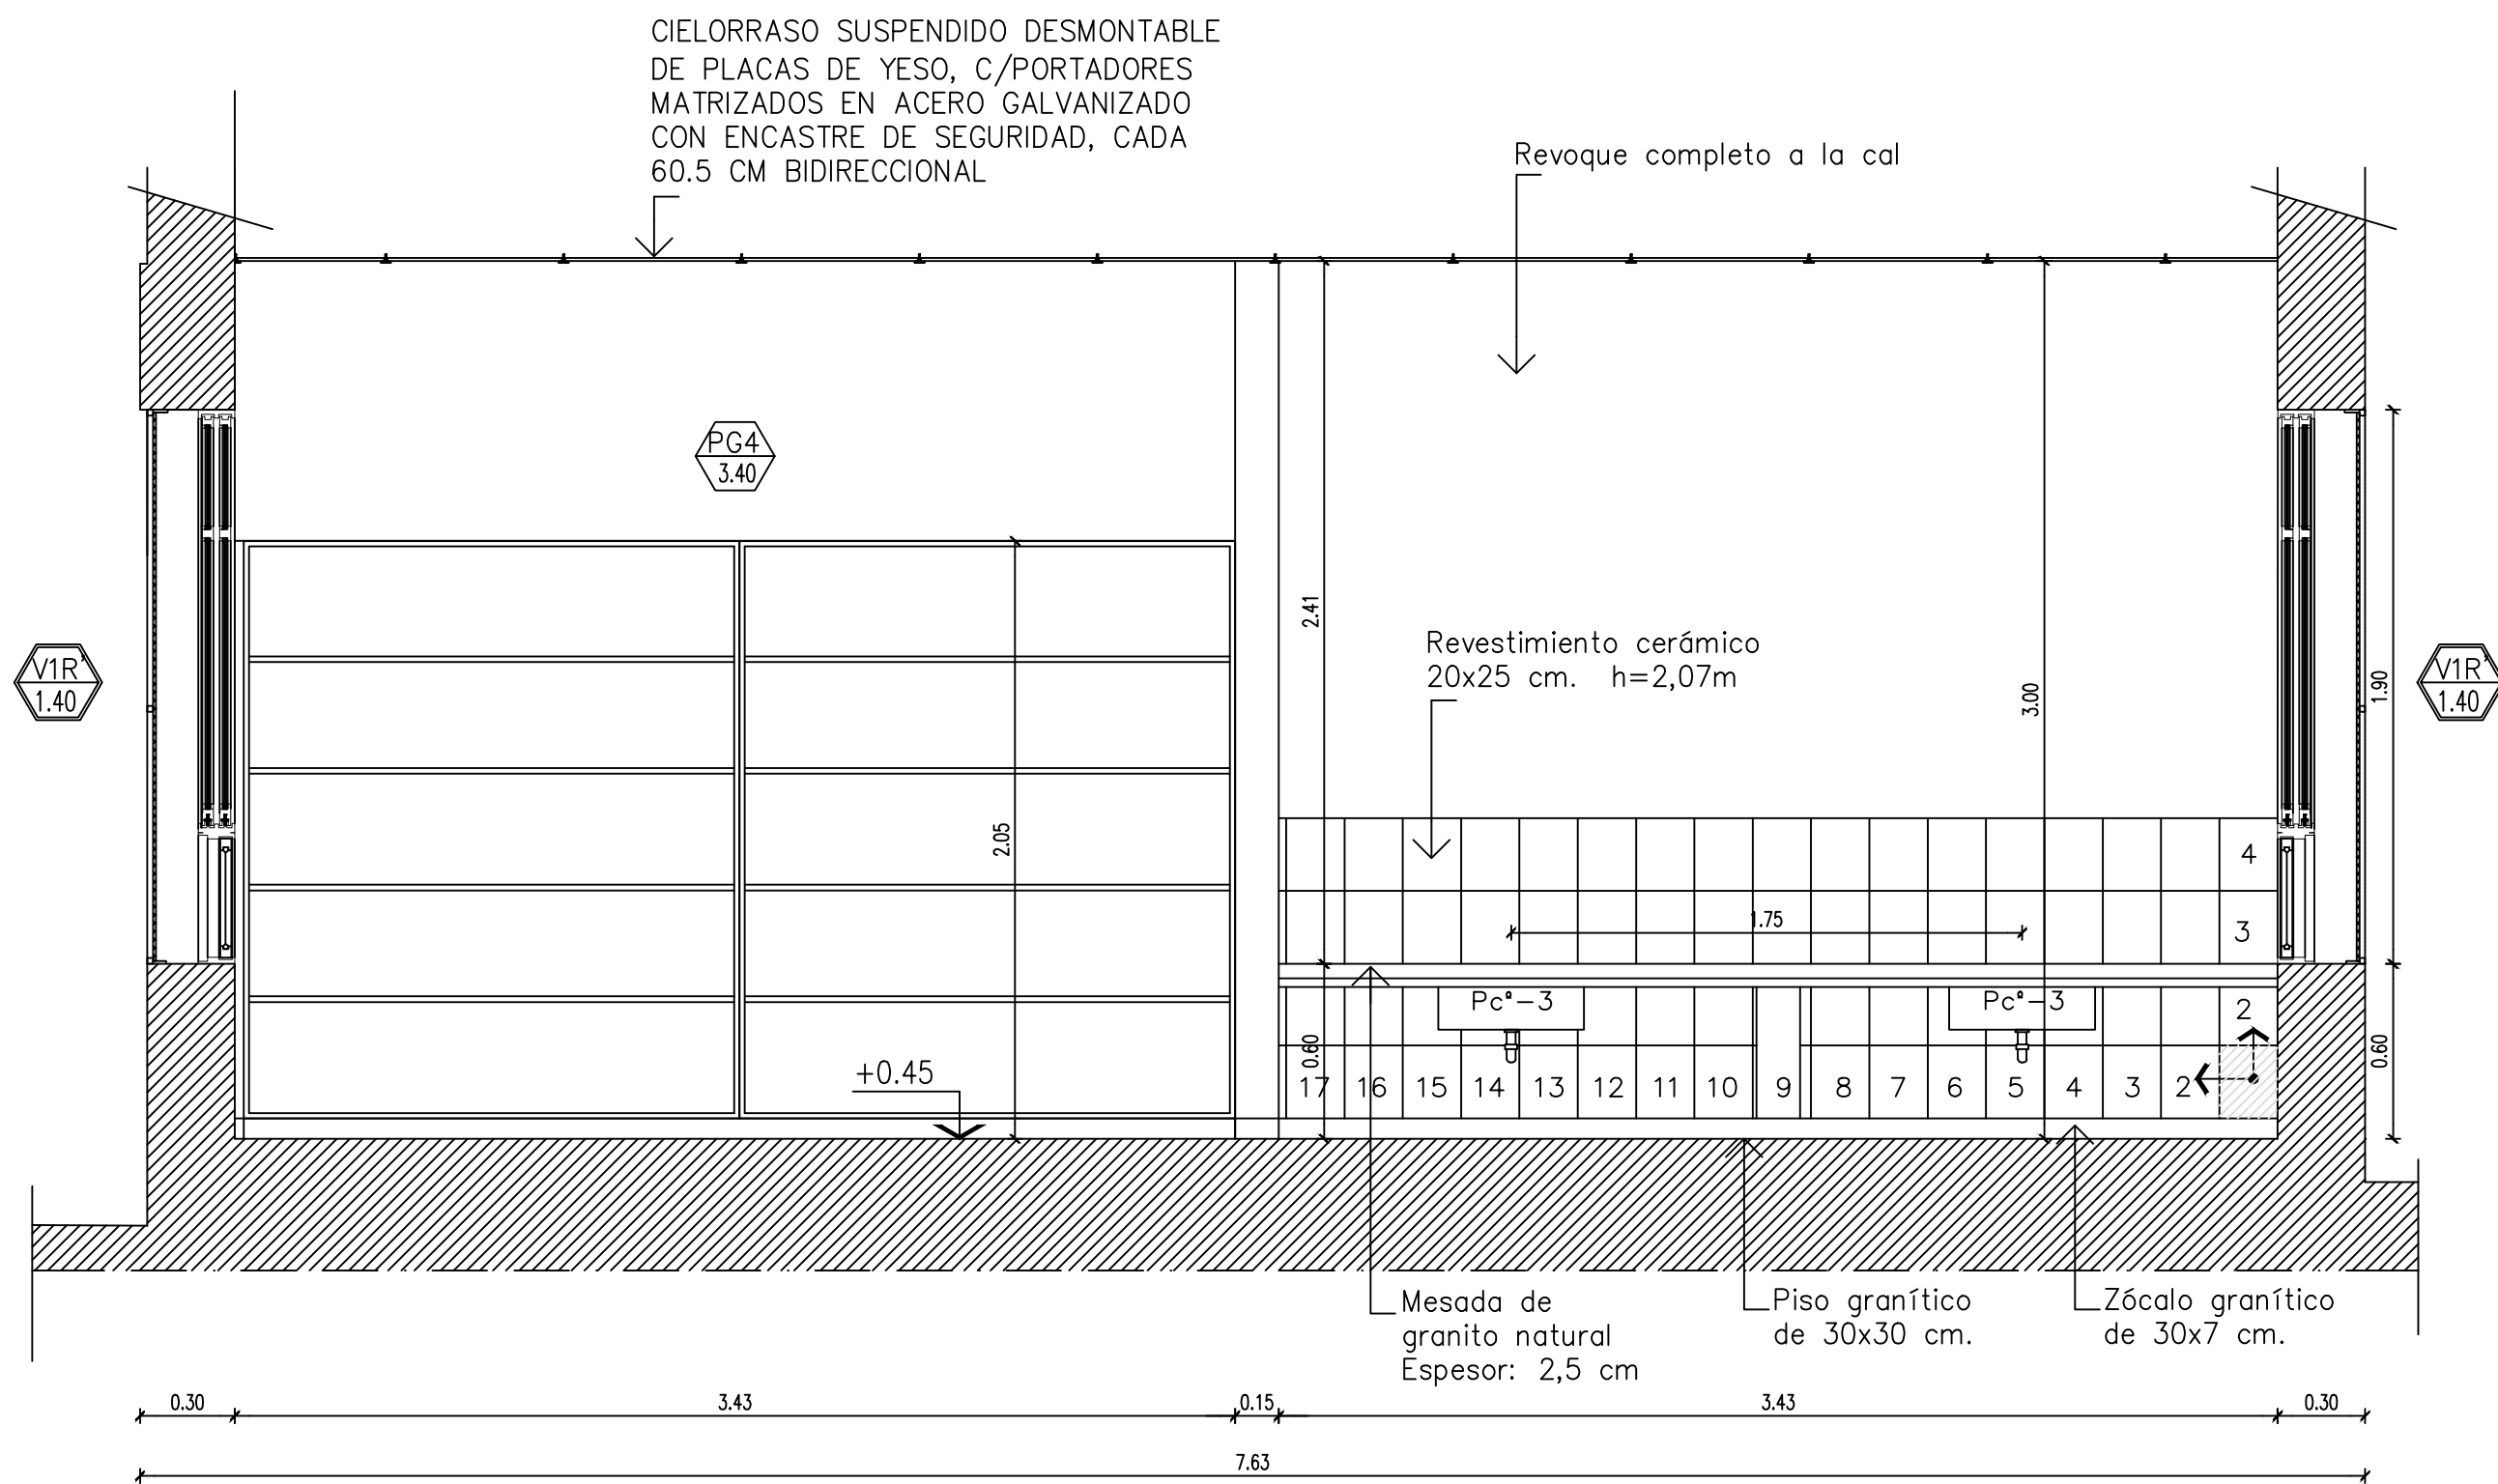 CIELORRASO SUSPENDIDO DESMONTABLE
DE PLACAS DE YESO, C/PORTADORES
MATRIZADOS EN ACERO GALVANIZADO
CON ENCASTRE DE SEGURIDAD, CADA
60.5 CM BIDIRECCIONAL
Revoque completo a la cal
PG4
3.40
2.41
Revestimiento cerámico
20x25 cm. h=2,07m
V1R'
1.40
3.00
1.90
V1R'
1.40
2.05
4
1.75
3
Pcª-3
Pcª-3
2
+0.45
0.60
0.60
17 16 15 14 13 12 11 10 9 8 7 6 5 4 3 2
Mesada de
granito natural
Espesor: 2,5 cm
Piso granítico
de 30x30 cm.
Zócalo granítico
de 30x7 cm.
0.30 3.43 0.15 3.43 0.30
7.63